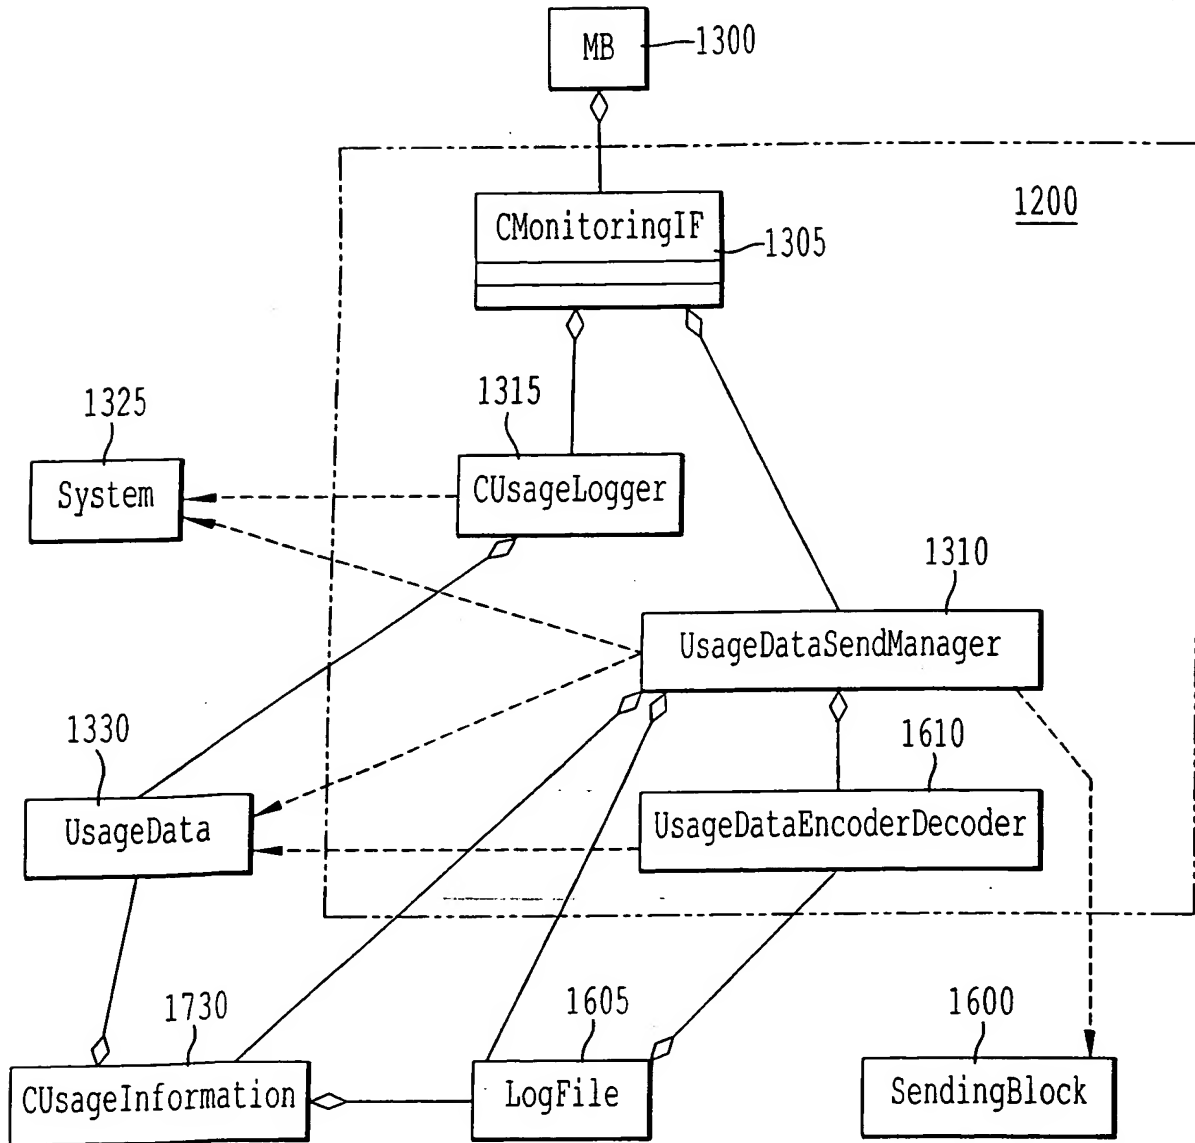 MB
1300
1200
CMonitoringIF
1305
1315
1325
System
CUsageLogger
1310
UsageDataSendManager
1330
1610
UsageData
UsageDataEncoderDecoder
1730
1605
1600
CUsageInformation
LogFile
SendingBlock